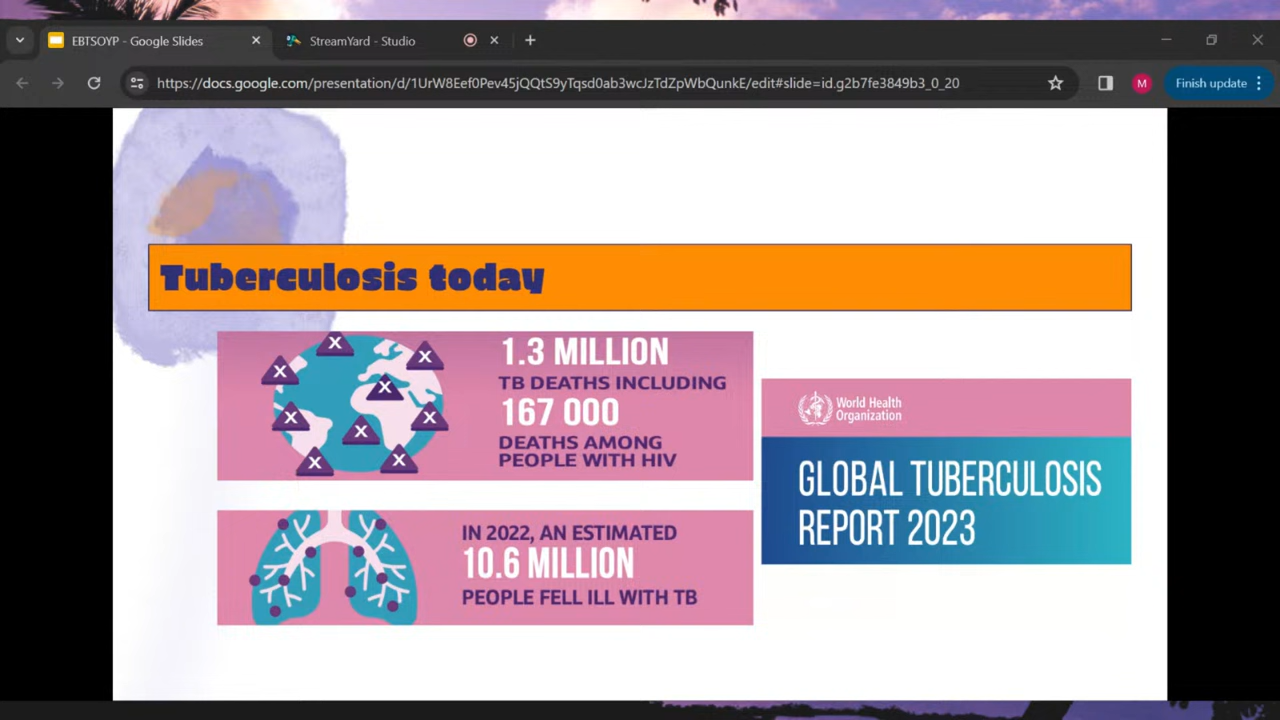 EBTSOYP - Google Slides
StreamYard - Studio
https://docs.google.com/presentation/d/1UrW8Eef0Pev45jQQtS9yTqsd0ab3wcJzTdZpWbQunkE/edit#slide=id.g2b7fe3849b3_0_20
M
Finish update
Tuberculosis today
X
X
X
X
X
X
X
X
X
1.3 MILLION
TB DEATHS INCLUDING
167 000
DEATHS AMONG
PEOPLE WITH HIV
World Health
Organization
GLOBAL TUBERCULOSIS
REPORT 2023
IN 2022, AN ESTIMATED
10.6 MILLION
PEOPLE FELL ILL WITH TB